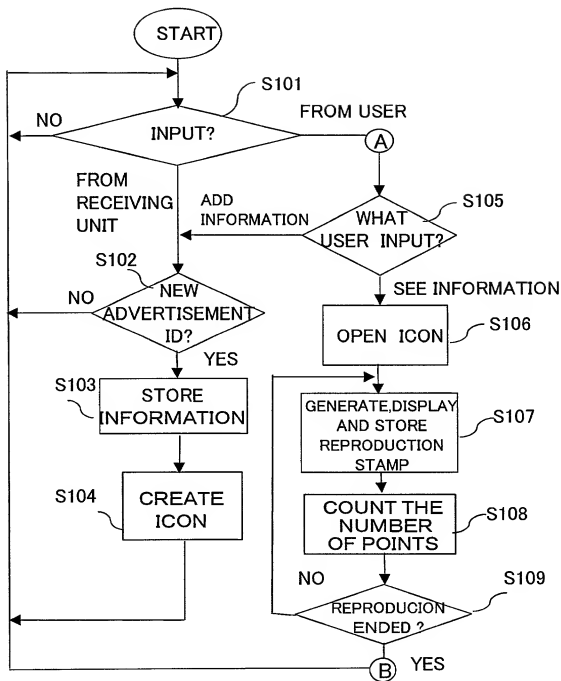 START
S101
NO
INPUT?
FROM USER
A
FROM
RECEIVING
UNIT
ADD
INFORMATION
WHAT
USER INPUT?
S105
S102
NO
NEW
ADVERTISEMENT
ID?
YES
SEE INFORMATION
OPEN ICON
S106
S103
STORE
INFORMATION
GENERATE,DISPLAY
AND STORE
REPRODUCTION
STAMP
S107
S104
CREATE
ICON
COUNT THE
NUMBER
OF POINTS
S108
NO
REPRODUCION
ENDED ?
S109
B
YES